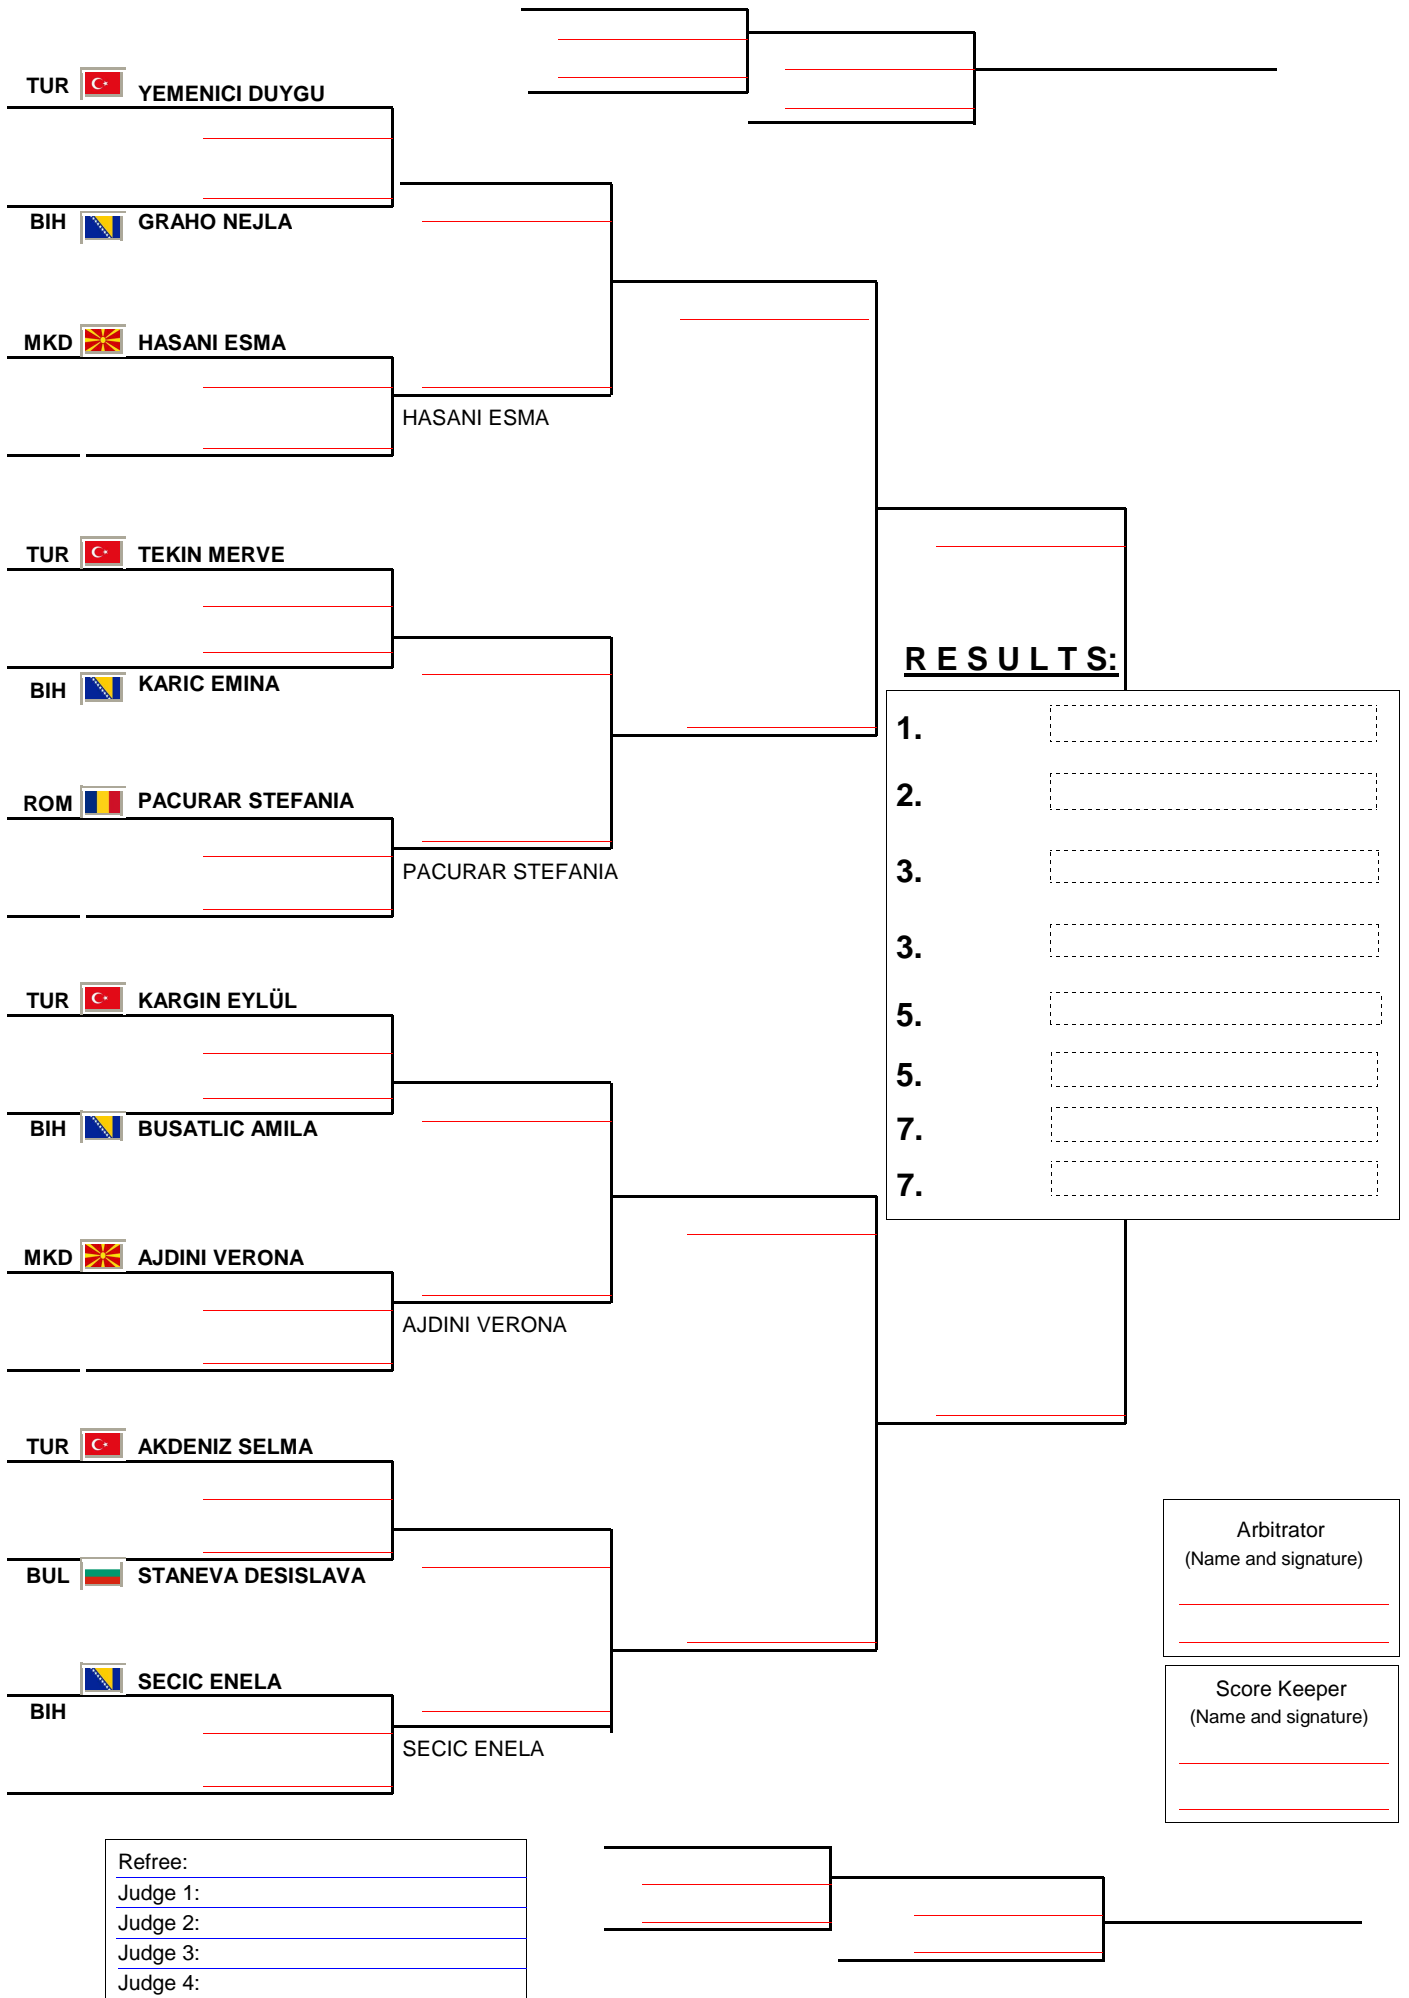 TUR YEMENICI DUYGU
BIH GRAHO NEJLA
MKD HASANI ESMA
HASANI ESMA
TUR TEKIN MERVE
BIH KARIC EMINA
ROM PACURAR STEFANIA
PACURAR STEFANIA
TUR KARGIN EYLÜL
BIH BUSATLIC AMILA
MKD AJDINI VERONA
AJDINI VERONA
TUR AKDENIZ SELMA
BUL STANEVA DESISLAVA
SECIC ENELA
BIH
SECIC ENELA
R E S U L T S:
1.
2.
3.
3.
5.
5.
7.
7.
Arbitrator
(Name and signature)
Score Keeper
(Name and signature)
Refree:
Judge 1:
Judge 2:
Judge 3:
Judge 4: